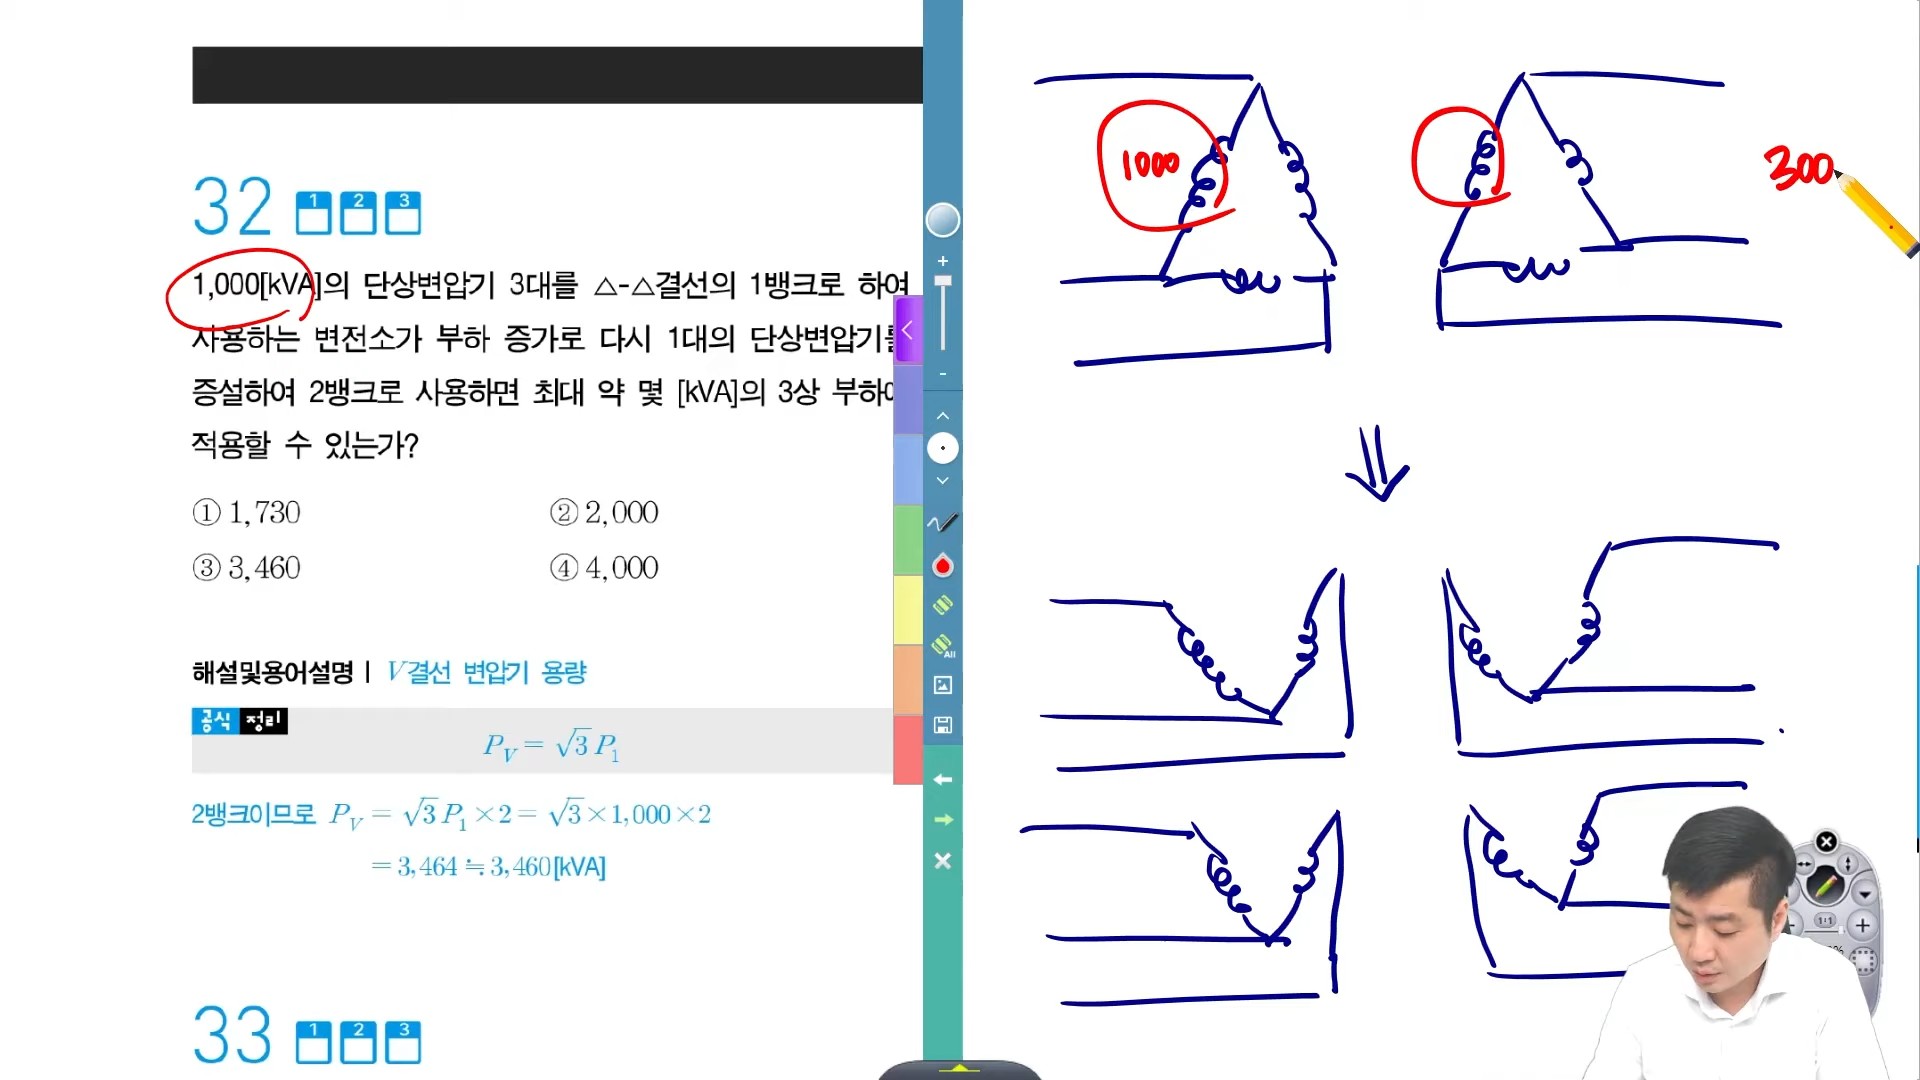 32 1 2 3
1,000[kVA]의 단상변압기 3대를 △-△결선의 1뱅크로 하여
사용하는 변전소가 부하 증가로 다시 1대의 단상변압기를
증설하여 2뱅크로 사용하면 최대 약 몇 [kVA]의 3상 부하에
적용할 수 있는가?
① 1,730 ② 2,000
③ 3,460 ④ 4,000
해설및용어설명 | V결선 변압기 용량
공식 정리
P_V = √3 P_1
2뱅크이므로 P_V = √3 P_1 × 2 = √3 × 1,000 × 2
= 3,464 ≒ 3,460[kVA]
33 1 2 3
1000
300
+
-
All
1:1